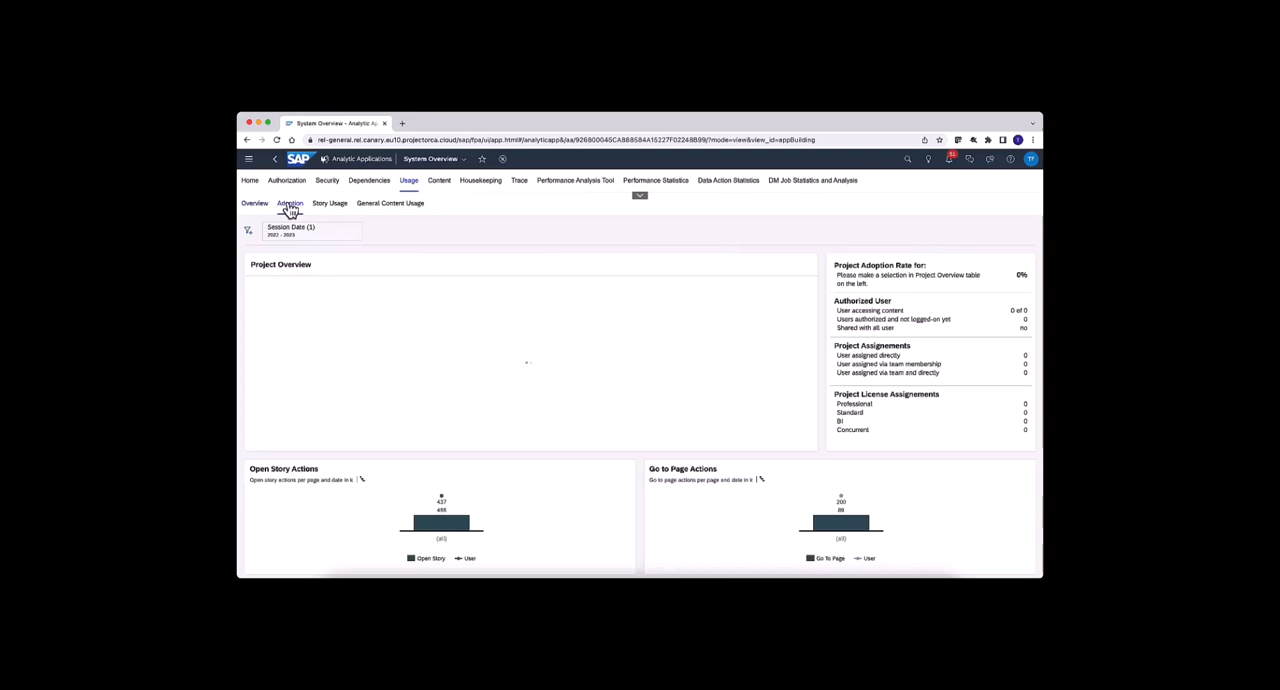 System Overview - Analytic Ap
rel-general.rel.canary.eu10.projectorca.cloud/sap/fpa/ui/app.html#/analyticapp&/aa/926800045CA888584A15227F02248B99/?mode=view&view_id=appBuilding
SAP Analytic Applications System Overview
TF
Home Authorization Security Dependencies Usage Content Housekeeping Trace Performance Analysis Tool Performance Statistics Data Action Statistics DM Job Statistics and Analysis
Overview Adoption Story Usage General Content Usage
Session Date (1)
2022 - 2023
Project Overview
Project Adoption Rate for:
Please make a selection in Project Overview table 0%
on the left.
Authorized User
User accessing content 0 of 0
Users authorized and not logged-on yet 0
Shared with all user no
Project Assignements
User assigned directly 0
User assigned via team membership 0
User assigned via team and directly 0
Project License Assignements
Professional 0
Standard 0
BI 0
Concurrent 0
Open Story Actions
Open story actions per page and date in k
437
(all)
Open Story User
Go to Page Actions
Go to page actions per page and date in k
200
89
(all)
Go To Page User